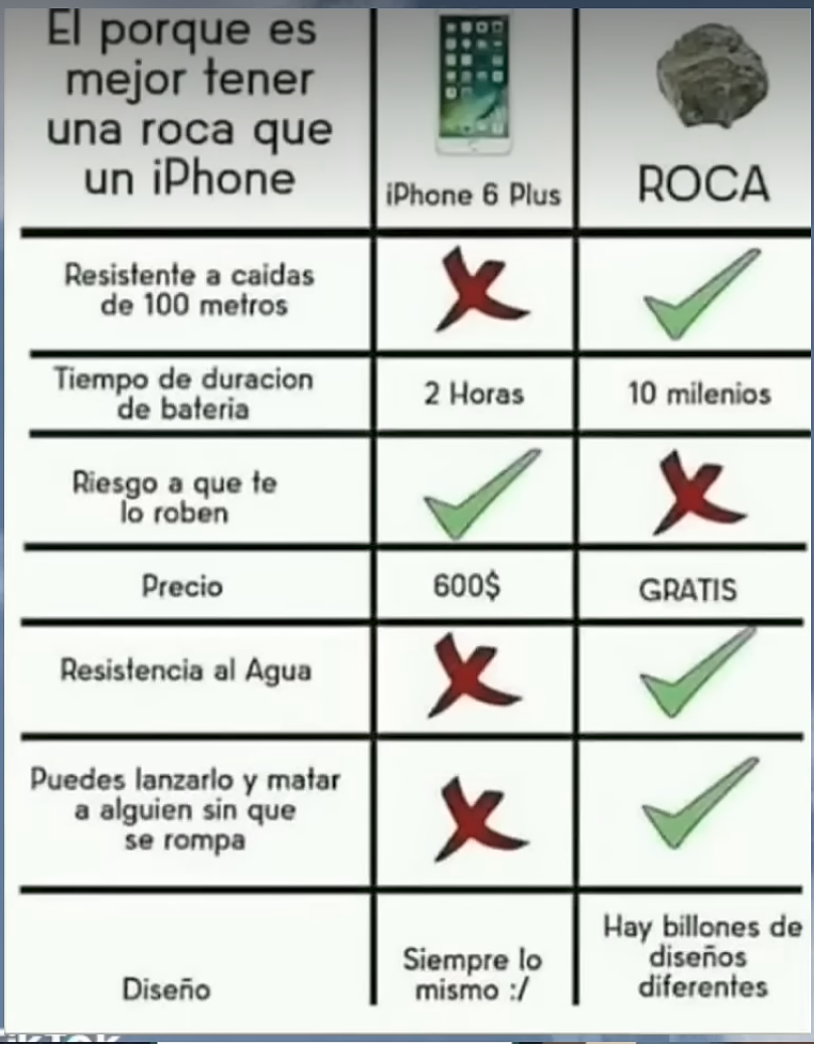 El porque es
mejor tener
una roca que
un iPhone
iPhone 6 Plus
ROCA
Resistente a caidas
de 100 metros
Tiempo de duracion
de bateria
2 Horas
10 milenios
Riesgo a que te
lo roben
Precio
600$
GRATIS
Resistencia al Agua
Puedes lanzarlo y matar
a alguien sin que
se rompa
Diseño
Siempre lo
mismo :/
Hay billones de
diseños
diferentes